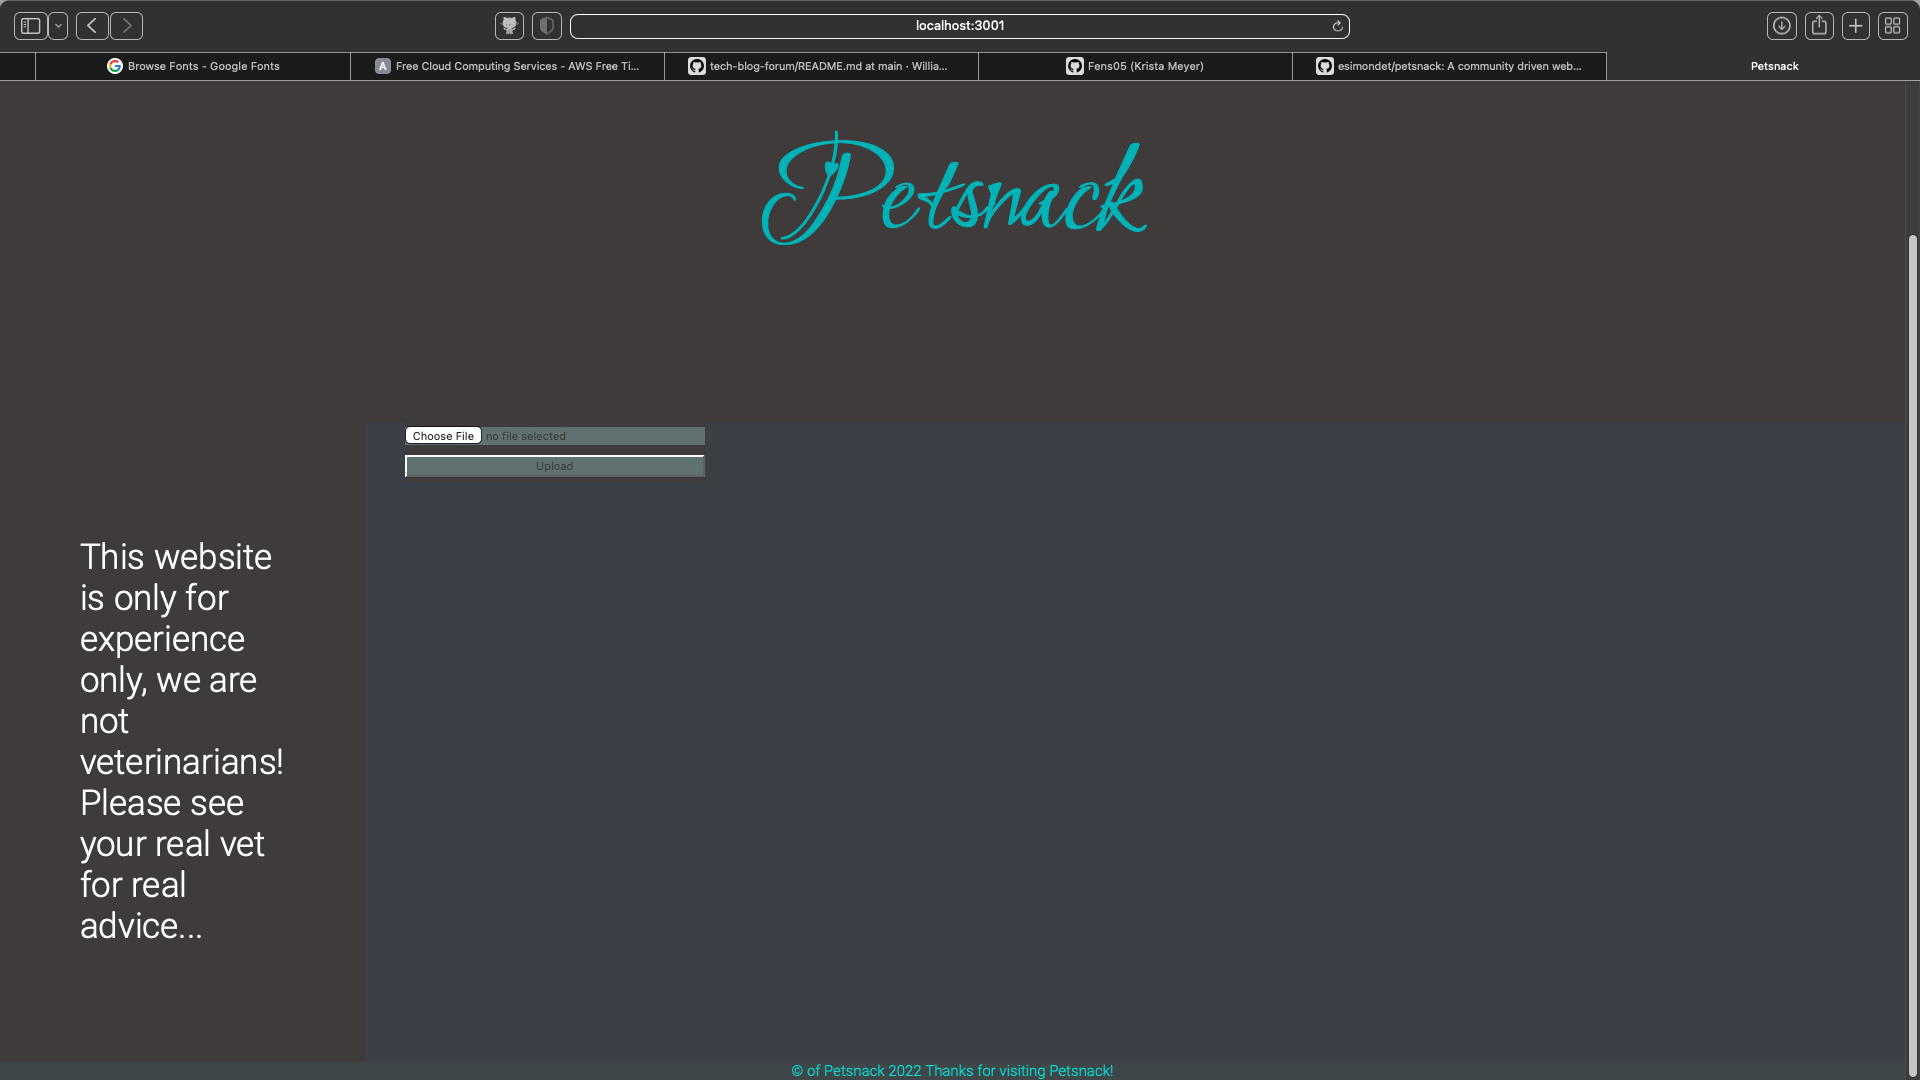 localhost:3001
Browse Fonts - Google Fonts
A Free Cloud Computing Services - AWS Free Ti...
tech-blog-forum/README.md at main · Willia...
Fens05 (Krista Meyer)
esimondet/petsnack: A community driven web...
Petsnack
Petsnack
Choose File no file selected
Upload
This website
is only for
experience
only, we are
not
veterinarians!
Please see
your real vet
for real
advice...
© of Petsnack 2022 Thanks for visiting Petsnack!